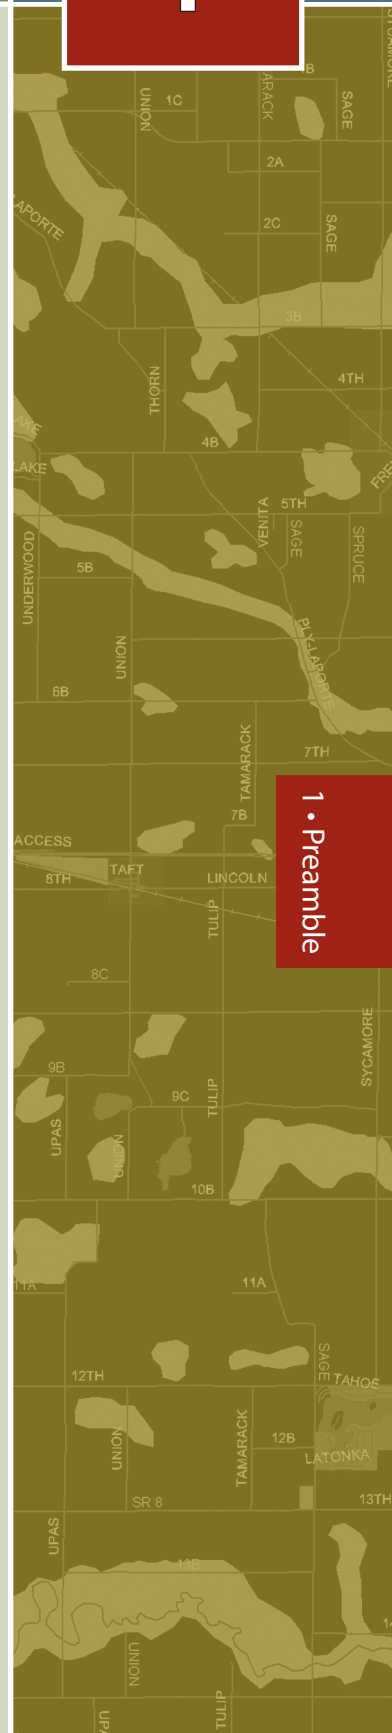 SYCAMORE
1B
1C
UNION
TAMARACK
SAGE
2A
2C
SAGE
LAPORTE
3B
4TH
THORN
4B
LAKE
LAKE
5TH
VENITA
SAGE
SPRUCE
UNDERWOOD
5B
UNION
PLY-LAPORTE
6B
TAMARACK
7TH
7B
1 • Preamble
ACCESS
TAFT
8TH
LINCOLN
TULIP
8C
SYCAMORE
9B
UPAS
UNION
9C
TULIP
10B
11A
11A
SAGE
12TH
TAHOE
UNION
TAMARACK
12B
LATONKA
SR 8
13TH
UPAS
13B
UNION
TULIP